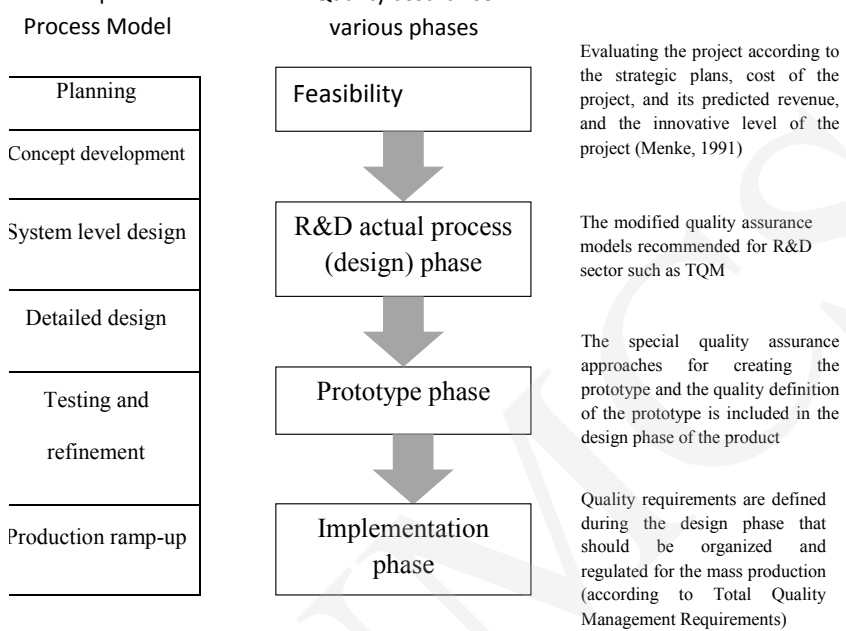 Process Model
Planning
Concept development
System level design
Detailed design
Testing and
refinement
Production ramp-up
various phases
Feasibility
R&D actual process
(design) phase
Prototype phase
Implementation
phase
Evaluating the project according to
the strategic plans, cost of the
project, and its predicted revenue,
and the innovative level of the
project (Menke, 1991)
The modified quality assurance
models recommended for R&D
sector such as TQM
The special quality assurance
approaches for creating the
prototype and the quality definition
of the prototype is included in the
design phase of the product
Quality requirements are defined
during the design phase that
should be organized and
regulated for the mass production
(according to Total Quality
Management Requirements)